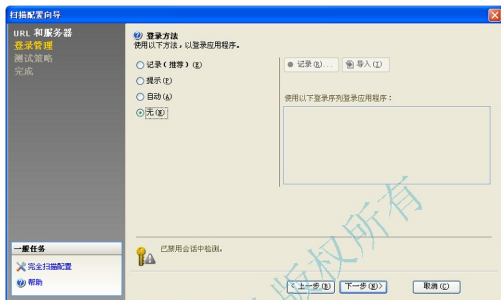 扫描配置向导
URL 和服务器
登录管理
测试策略
完成
登录方法
使用以下方法，以登录应用程序。
记录（推荐）(R)
提示(P)
自动(A)
无(N)
记录(R)...
导入(I)
使用以下登录序列登录应用程序：
已禁用会话中检测。
一般任务
完全扫描配置
帮助
<上一步(B)
下一步(N)>
取消(C)
版权所有